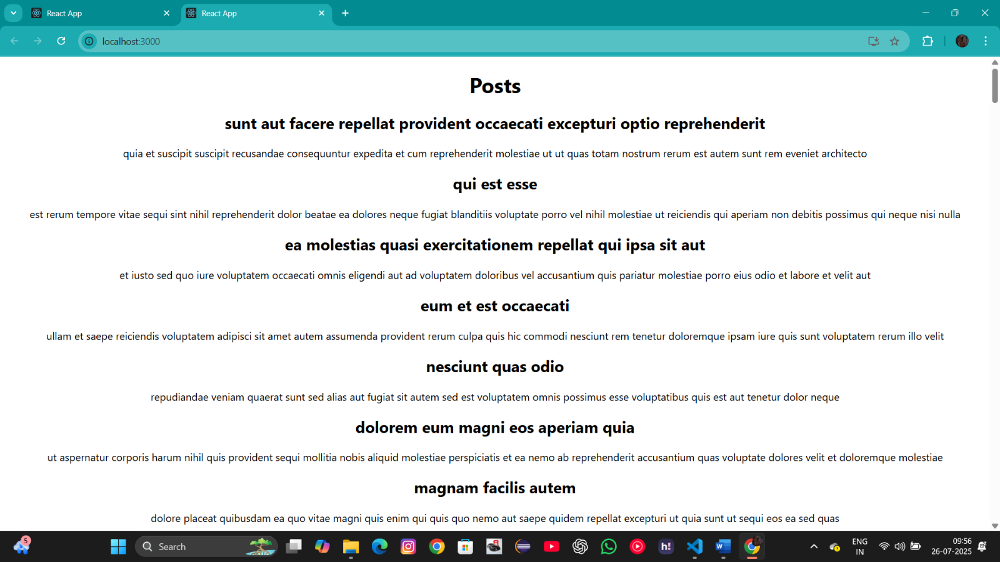 React App
React App
localhost:3000
Posts
sunt aut facere repellat provident occaecati excepturi optio reprehenderit
quia et suscipit suscipit recusandae consequuntur expedita et cum reprehenderit molestiae ut ut quas totam nostrum rerum est autem sunt rem eveniet architecto
qui est esse
est rerum tempore vitae sequi sint nihil reprehenderit dolor beatae ea dolores neque fugiat blanditiis voluptate porro vel nihil molestiae ut reiciendis qui aperiam non debitis possimus qui neque nisi nulla
ea molestias quasi exercitationem repellat qui ipsa sit aut
et iusto sed quo iure voluptatem occaecati omnis eligendi aut ad voluptatem doloribus vel accusantium quis pariatur molestiae porro eius odio et labore et velit aut
eum et est occaecati
ullam et saepe reiciendis voluptatem adipisci sit amet autem assumenda provident rerum culpa quis hic commodi nesciunt rem tenetur doloremque ipsam iure quis sunt voluptatem rerum illo velit
nesciunt quas odio
repudiandae veniam quaerat sunt sed alias aut fugiat sit autem sed est voluptatem omnis possimus esse voluptatibus quis est aut tenetur dolor neque
dolorem eum magni eos aperiam quia
ut aspernatur corporis harum nihil quis provident sequi mollitia nobis aliquid molestiae perspiciatis et ea nemo ab reprehenderit accusantium quas voluptate dolores velit et doloremque molestiae
magnam facilis autem
dolore placeat quibusdam ea quo vitae magni quis enim qui quis quo nemo aut saepe quidem repellat excepturi ut quia sunt ut sequi eos ea sed quas
5
Search
h!
W
ENG
IN
09:56
26-07-2025